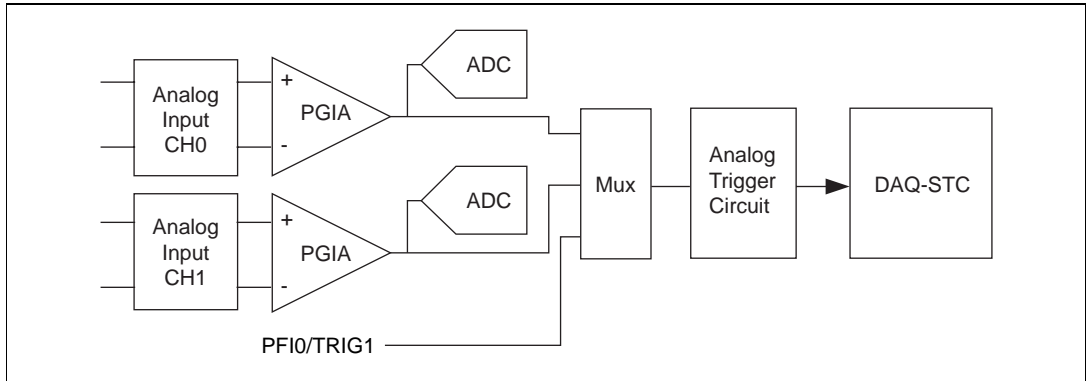 ADC
Analog
Input
CH0
+
-
PGIA
Mux
Analog
Trigger
Circuit
DAQ-STC
ADC
Analog
Input
CH1
+
-
PGIA
PFI0/TRIG1